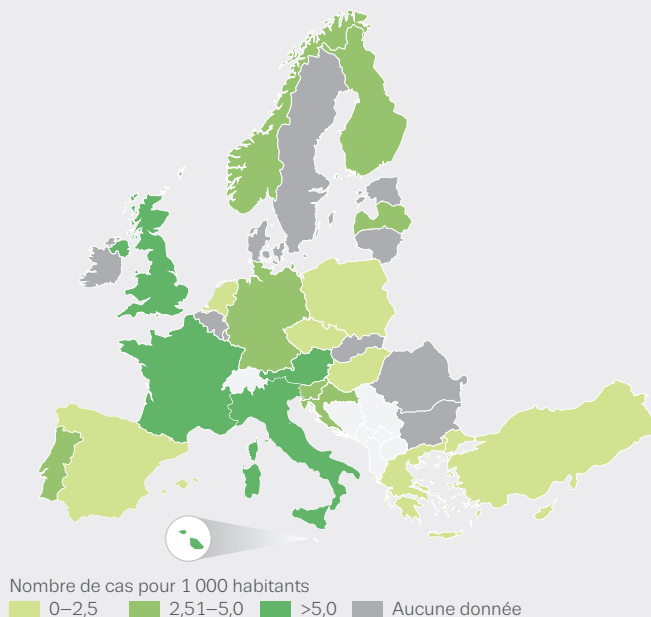 Nombre de cas pour 1 000 habitants
0–2,5 2,51–5,0 >5,0 Aucune donnée